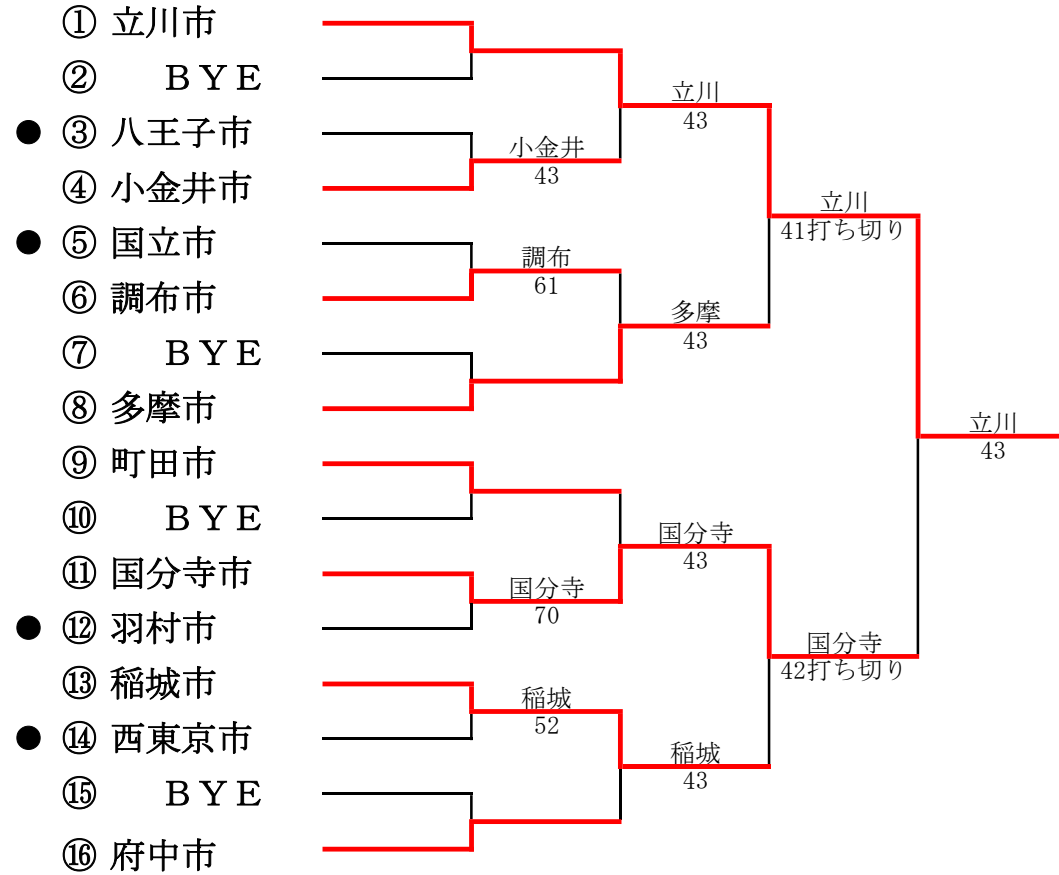 ① 立川市
② ＢＹＥ
● ③ 八王子市
④ 小金井市
● ⑤ 国立市
⑥ 調布市
⑦ ＢＹＥ
⑧ 多摩市
⑨ 町田市
⑩ ＢＹＥ
⑪ 国分寺市
● ⑫ 羽村市
⑬ 稲城市
● ⑭ 西東京市
⑮ ＢＹＥ
⑯ 府中市
小金井
43
調布
61
国分寺
70
稲城
52
立川
43
多摩
43
国分寺
43
稲城
43
立川
41打ち切り
国分寺
42打ち切り
立川
43